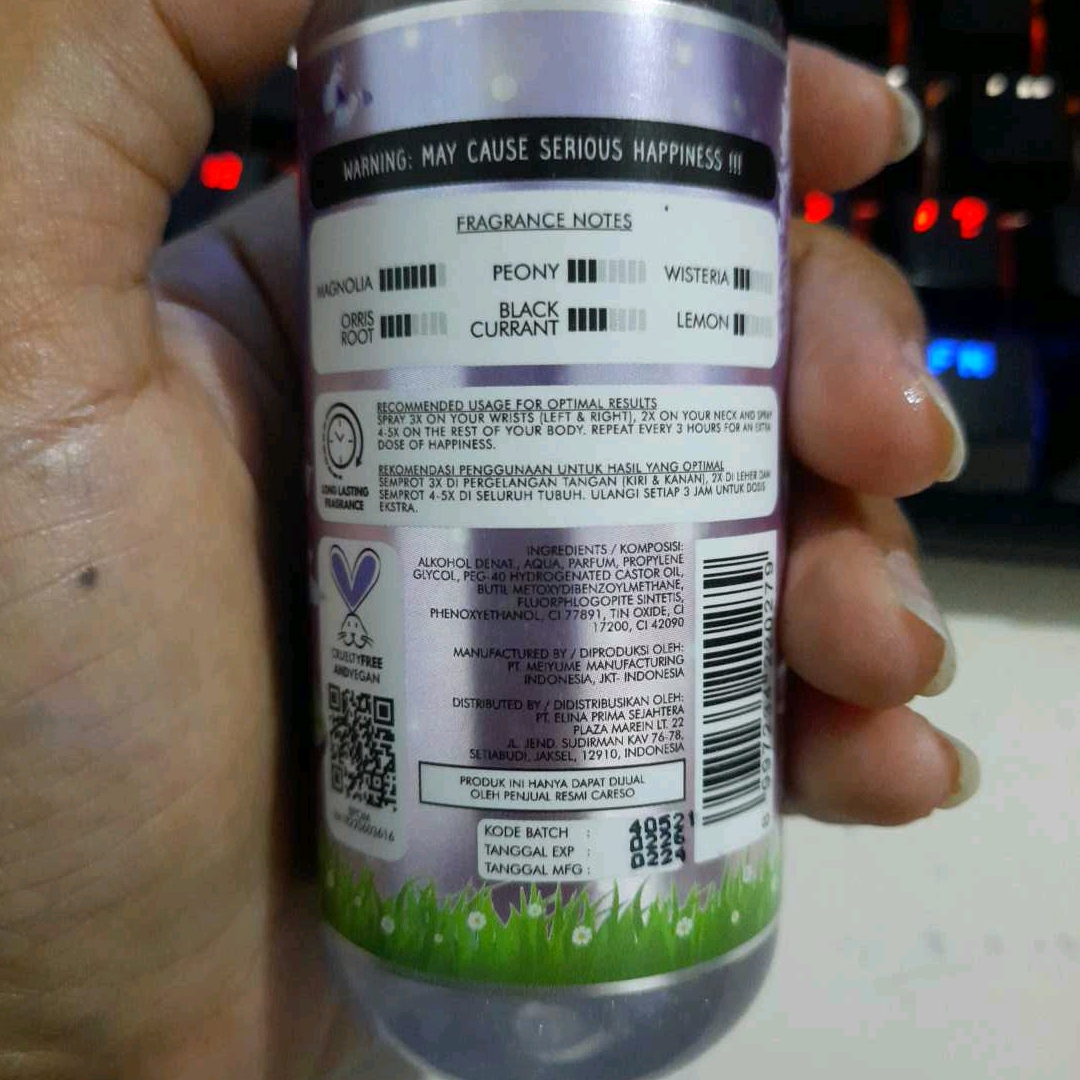 WARNING: MAY CAUSE SERIOUS HAPPINESS !!!
FRAGRANCE NOTES
MAGNOLIA
PEONY
WISTERIA
ORRIS
ROOT
BLACK
CURRANT
LEMON
RECOMMENDED USAGE FOR OPTIMAL RESULTS
SPRAY 3X ON YOUR WRISTS (LEFT & RIGHT), 2X ON YOUR NECK AND SPRAY
4-5X ON THE REST OF YOUR BODY. REPEAT EVERY 3 HOURS FOR AN EXTRA
DOSE OF HAPPINESS.
REKOMENDASI PENGGUNAAN UNTUK HASIL YANG OPTIMAL
SEMPROT 3X DI PERGELANGAN TANGAN (KIRI & KANAN), 2X DI LEHER DAN
SEMPROT 4-5X DI SELURUH TUBUH. ULANGI SETIAP 3 JAM UNTUK DOSIS
EKSTRA.
LONG LASTING
FRAGRANCE
INGREDIENTS / KOMPOSISI:
ALKOHOL DENAT., AQUA, PARFUM, PROPYLENE
GLYCOL, PEG-40 HYDROGENATED CASTOR OIL,
BUTIL METOXYDIBENZOYLMETHANE,
FLUORPHLOGOPITE SINTETIS,
PHENOXYETHANOL, CI 77891, TIN OXIDE, CI
17200, CI 42090
MANUFACTURED BY / DIPRODUKSI OLEH:
PT. MEIYUME MANUFACTURING
INDONESIA, JKT- INDONESIA
DISTRIBUTED BY / DIDISTRIBUSIKAN OLEH:
PT. ELINA PRIMA SEJAHTERA
PLAZA MAREIN LT. 22
JL. JEND. SUDIRMAN KAV 76-78,
SETIABUDI, JAKSEL, 12910, INDONESIA
CRUELTYFREE
ANDVEGAN
BPOM
PRODUK INI HANYA DAPAT DIJUAL
OLEH PENJUAL RESMI CARESO
KODE BATCH :
TANGGAL EXP :
TANGGAL MFG :
FN